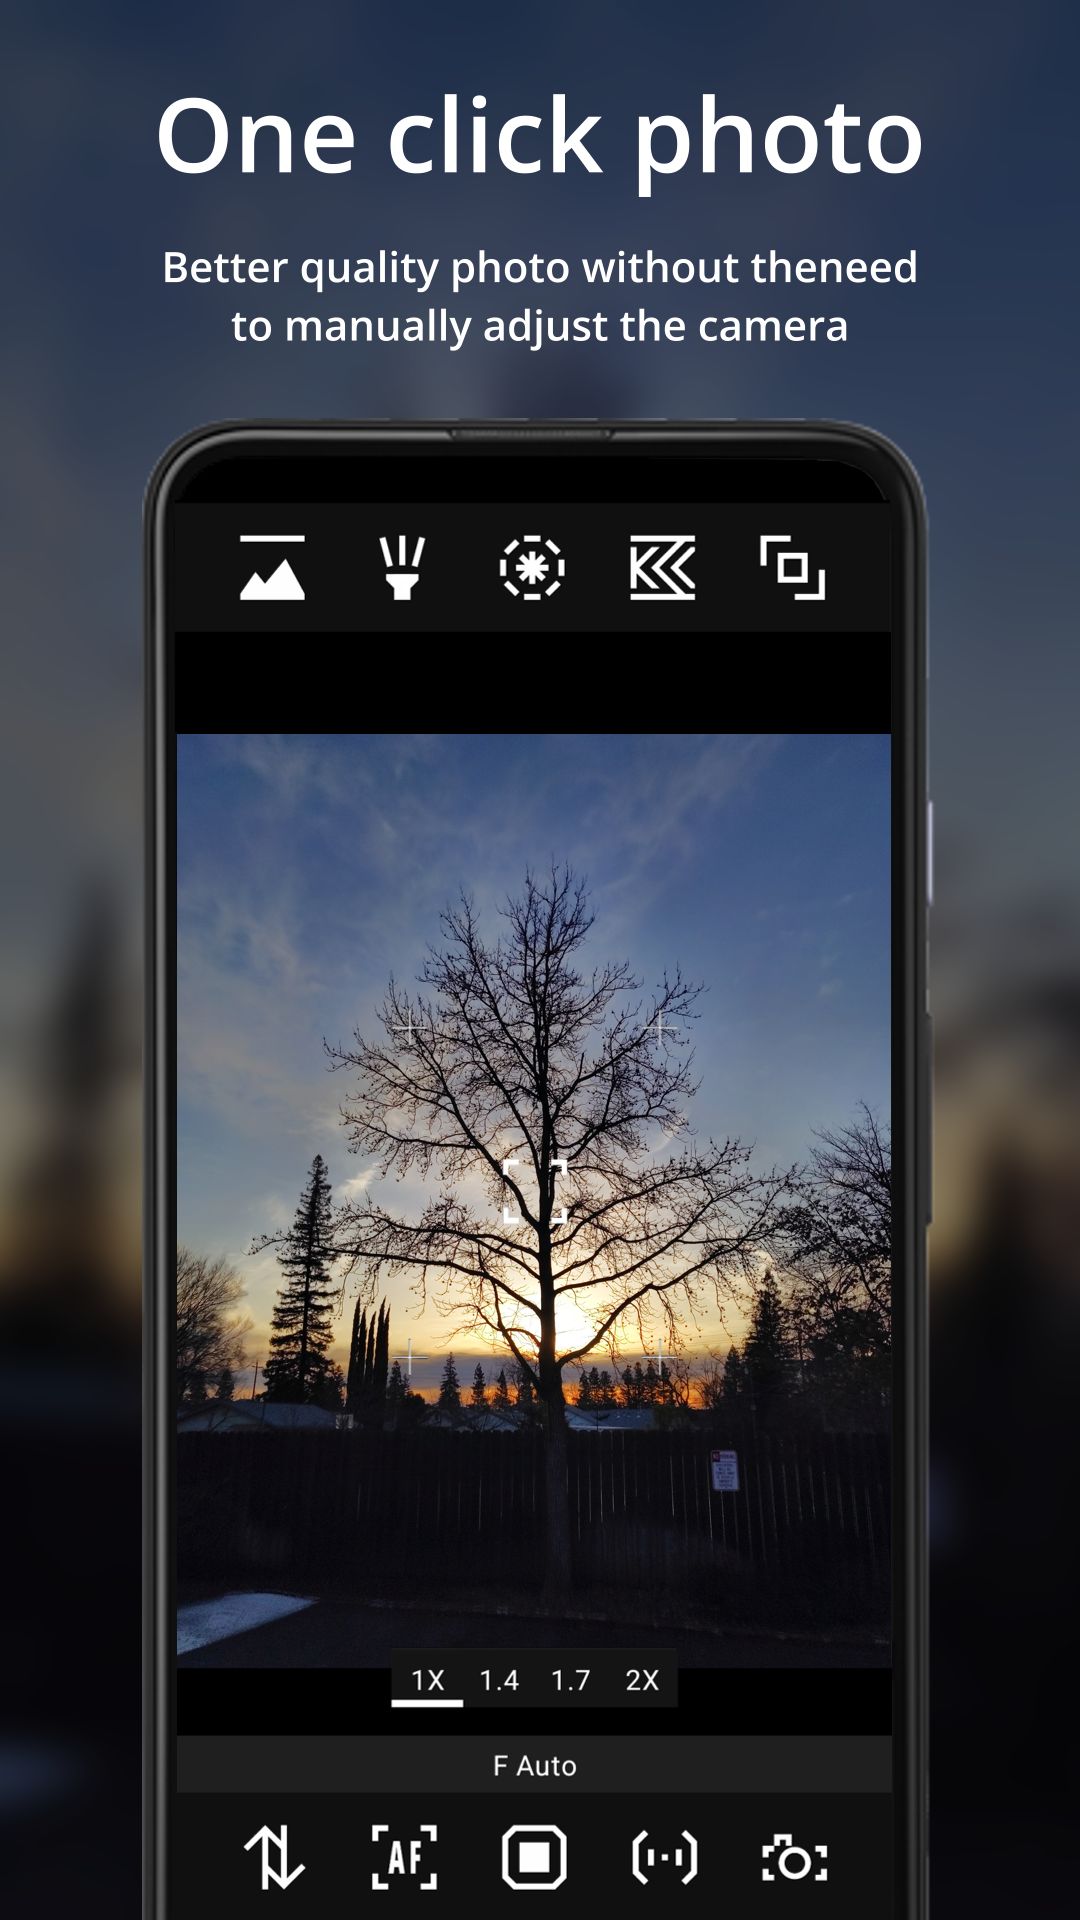 One click photo
Better quality photo without theneed
to manually adjust the camera
1X 1.4 1.7 2X
F Auto
AF